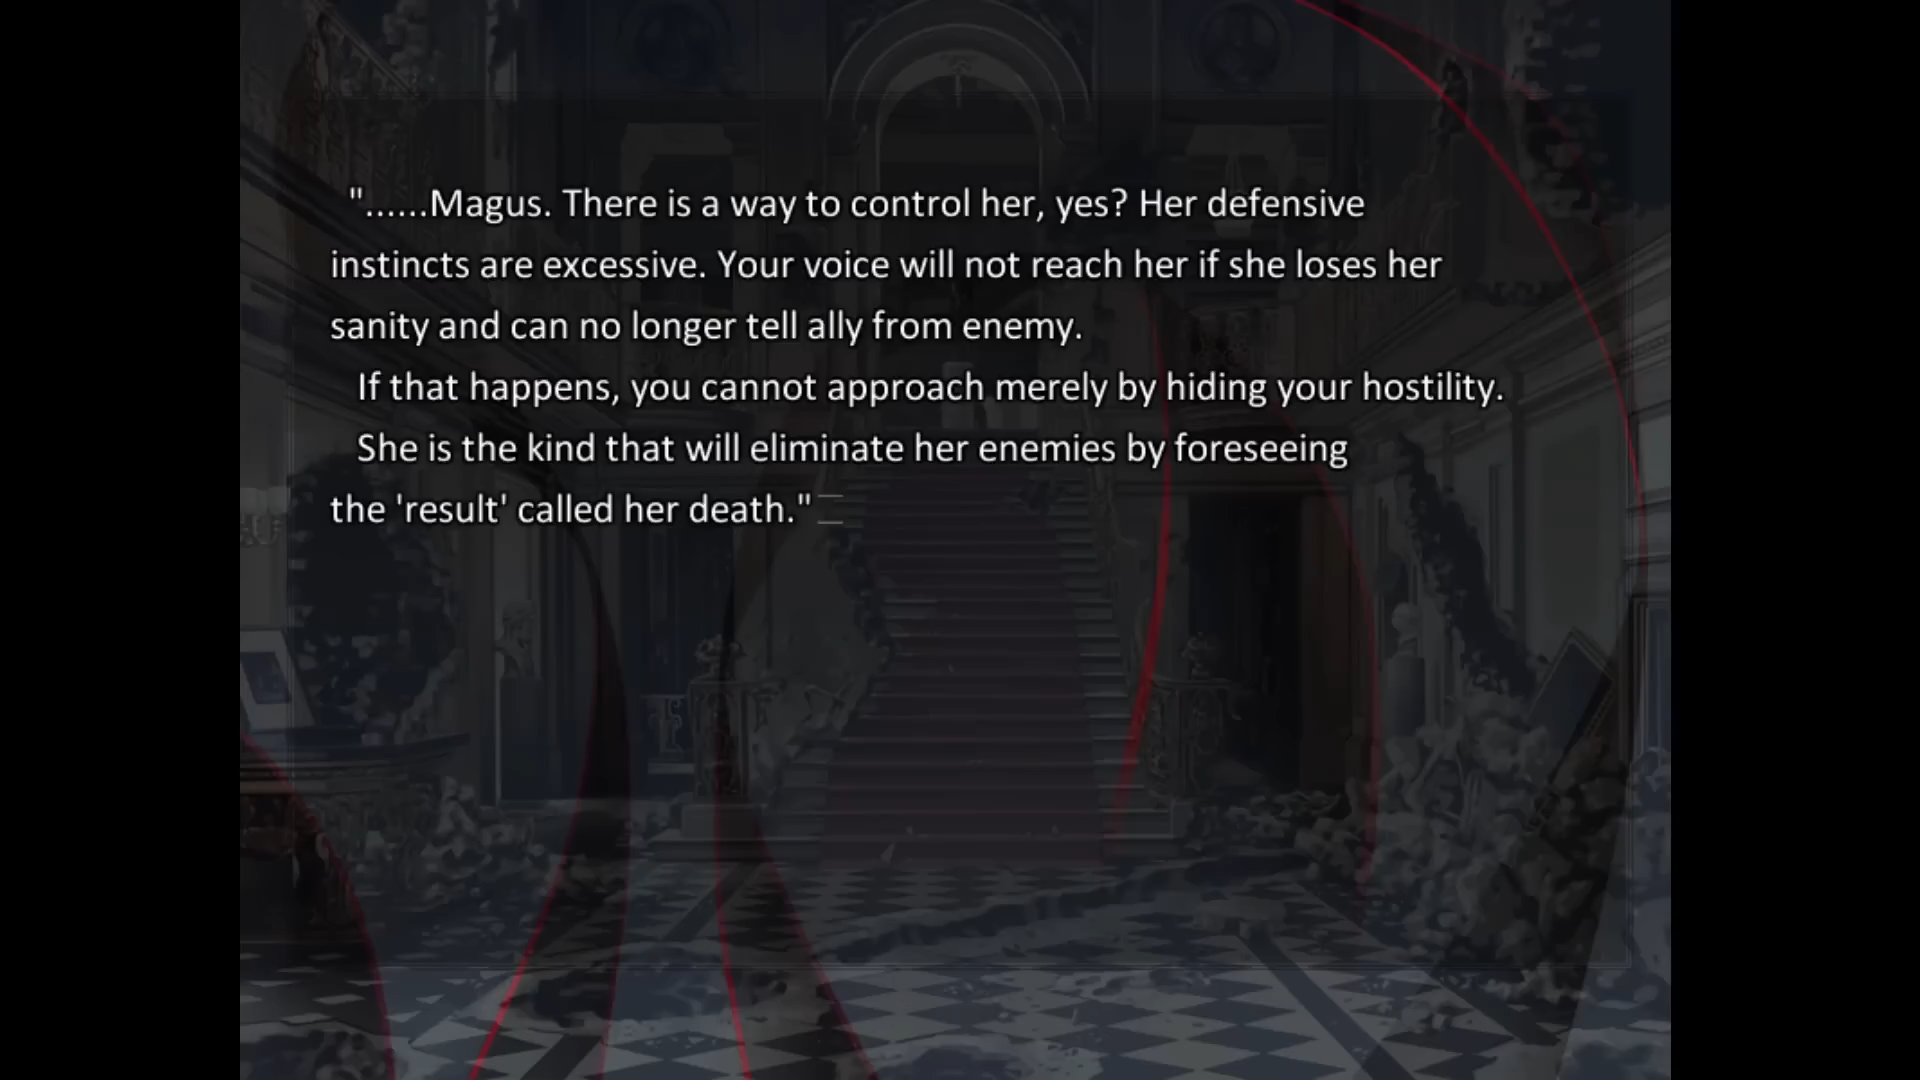 "......Magus. There is a way to control her, yes? Her defensive
instincts are excessive. Your voice will not reach her if she loses her
sanity and can no longer tell ally from enemy.
If that happens, you cannot approach merely by hiding your hostility.
She is the kind that will eliminate her enemies by foreseeing
the 'result' called her death."